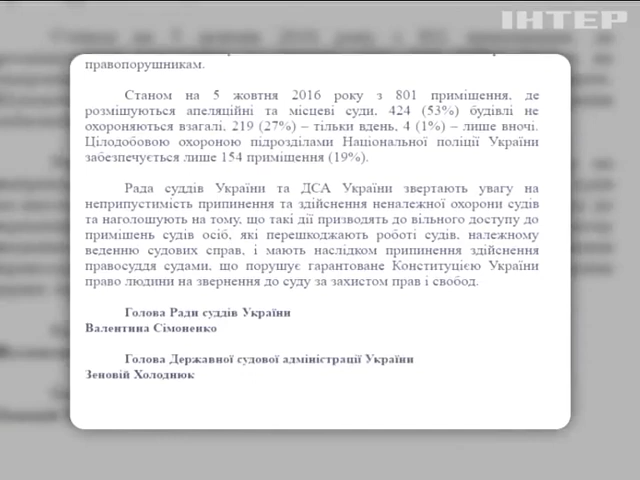 ІНТЕР
правопорушникам.
Станом на 5 жовтня 2016 року з 801 приміщення, де
розміщуються апеляційні та місцеві суди, 424 (53%) будівлі не
охороняються взагалі, 219 (27%) – тільки вдень, 4 (1%) – лише вночі.
Цілодобовою охороною підрозділами Національної поліції України
забезпечується лише 154 приміщення (19%).
Рада суддів України та ДСА України звертають увагу на
неприпустимість припинення та здійснення неналежної охорони судів
та наголошують на тому, що такі дії призводять до вільного доступу до
приміщень судів осіб, які перешкоджають роботі судів, належному
веденню судових справ, і мають наслідком припинення здійснення
правосуддя судами, що порушує гарантоване Конституцією України
право людини на звернення до суду за захистом прав і свобод.
Голова Ради суддів України
Валентина Сімоненко
Голова Державної судової адміністрації України
Зеновій Холоднюк